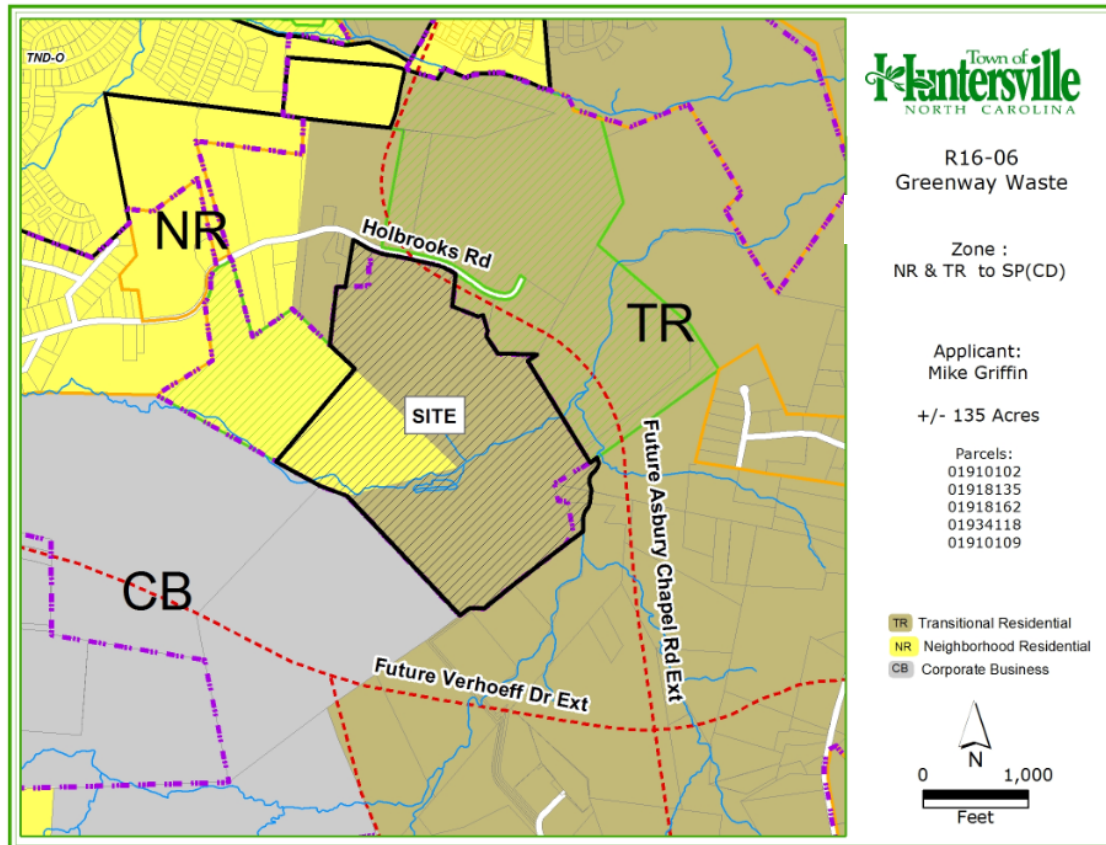 TND-O
NR
Holbrooks Rd
TR
SITE
Future Asbury Chapel Rd Ext
CB
Future Verhoeff Dr Ext
Town of
Huntersville
NORTH CAROLINA
R16-06
Greenway Waste
Zone :
NR & TR to SP(CD)
Applicant:
Mike Griffin
+/- 135 Acres
Parcels:
01910102
01918135
01918162
01934118
01910109
TR Transitional Residential
NR Neighborhood Residential
CB Corporate Business
N
0 1,000
Feet